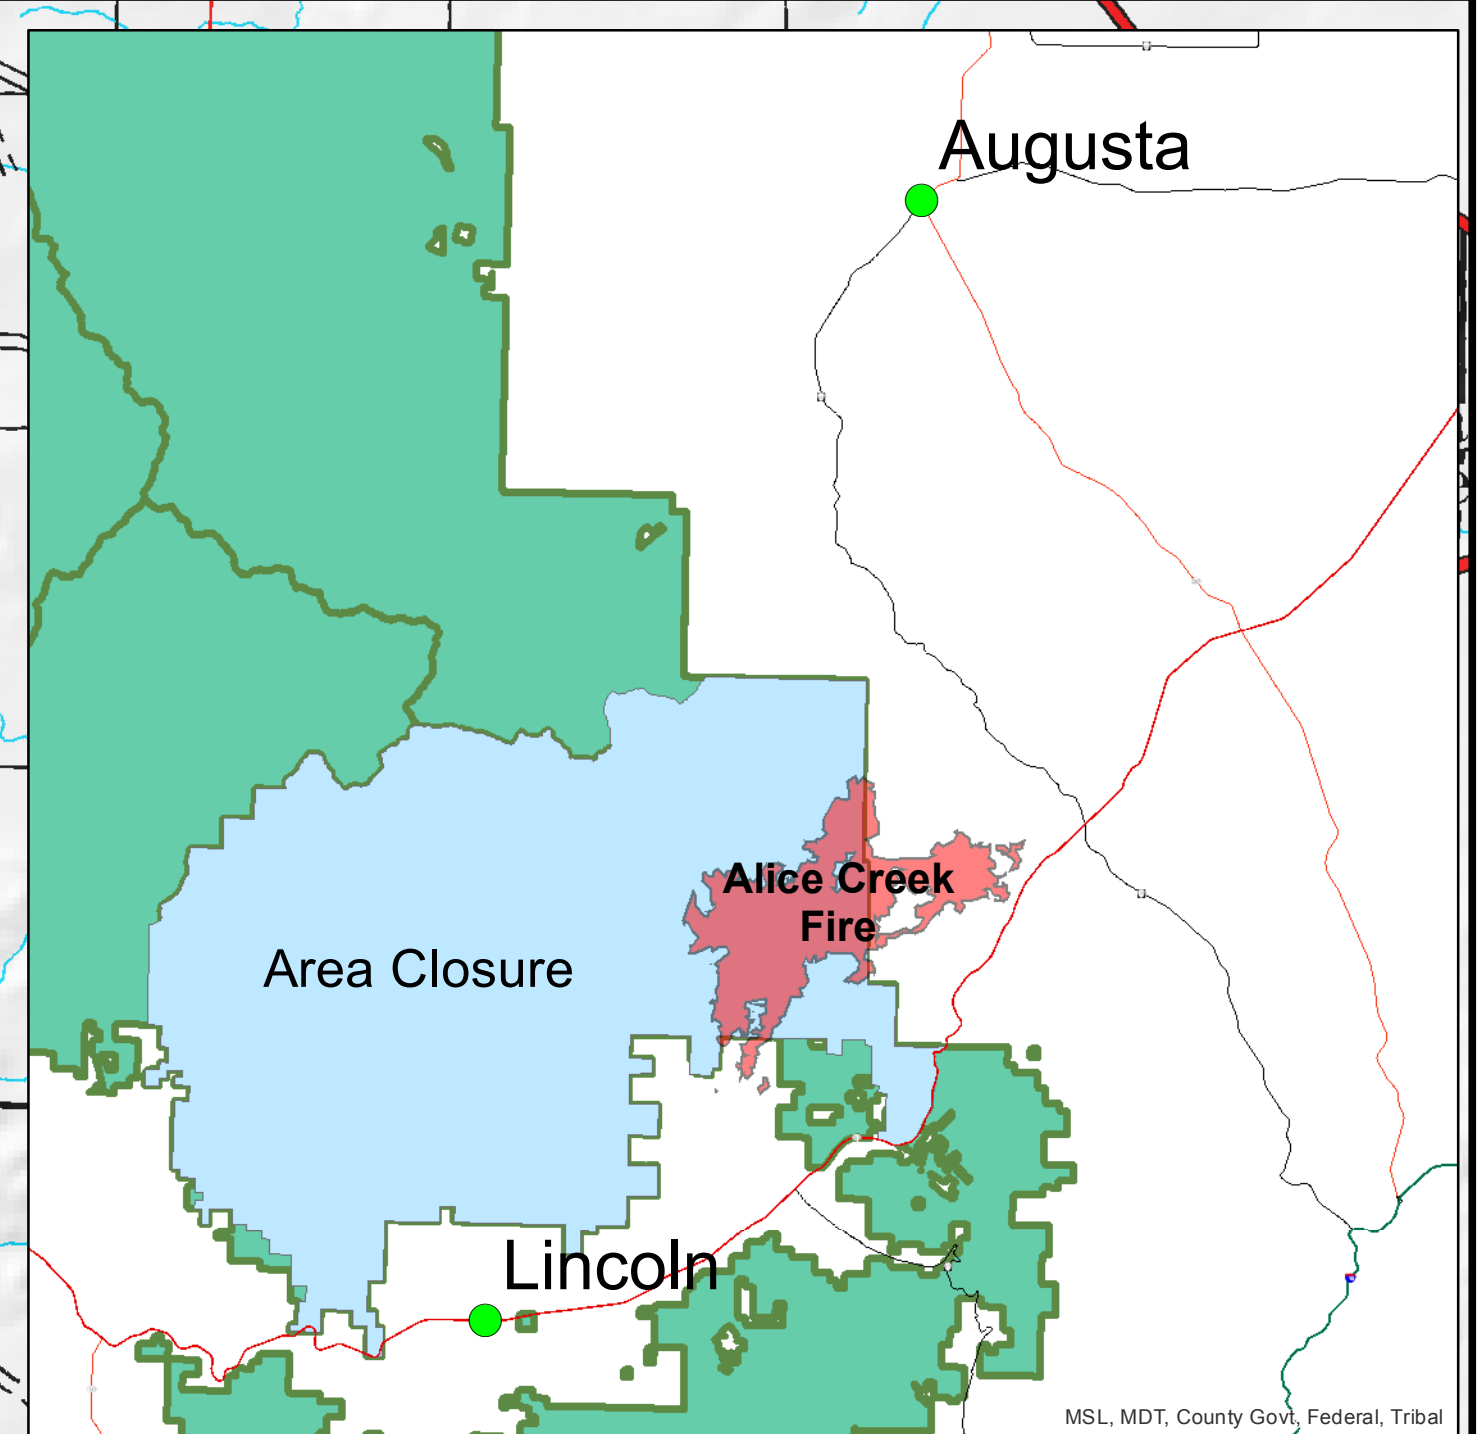 Augusta
Alice Creek
Fire
Area Closure
Lincoln
MSL, MDT, County Govt, Federal, Tribal